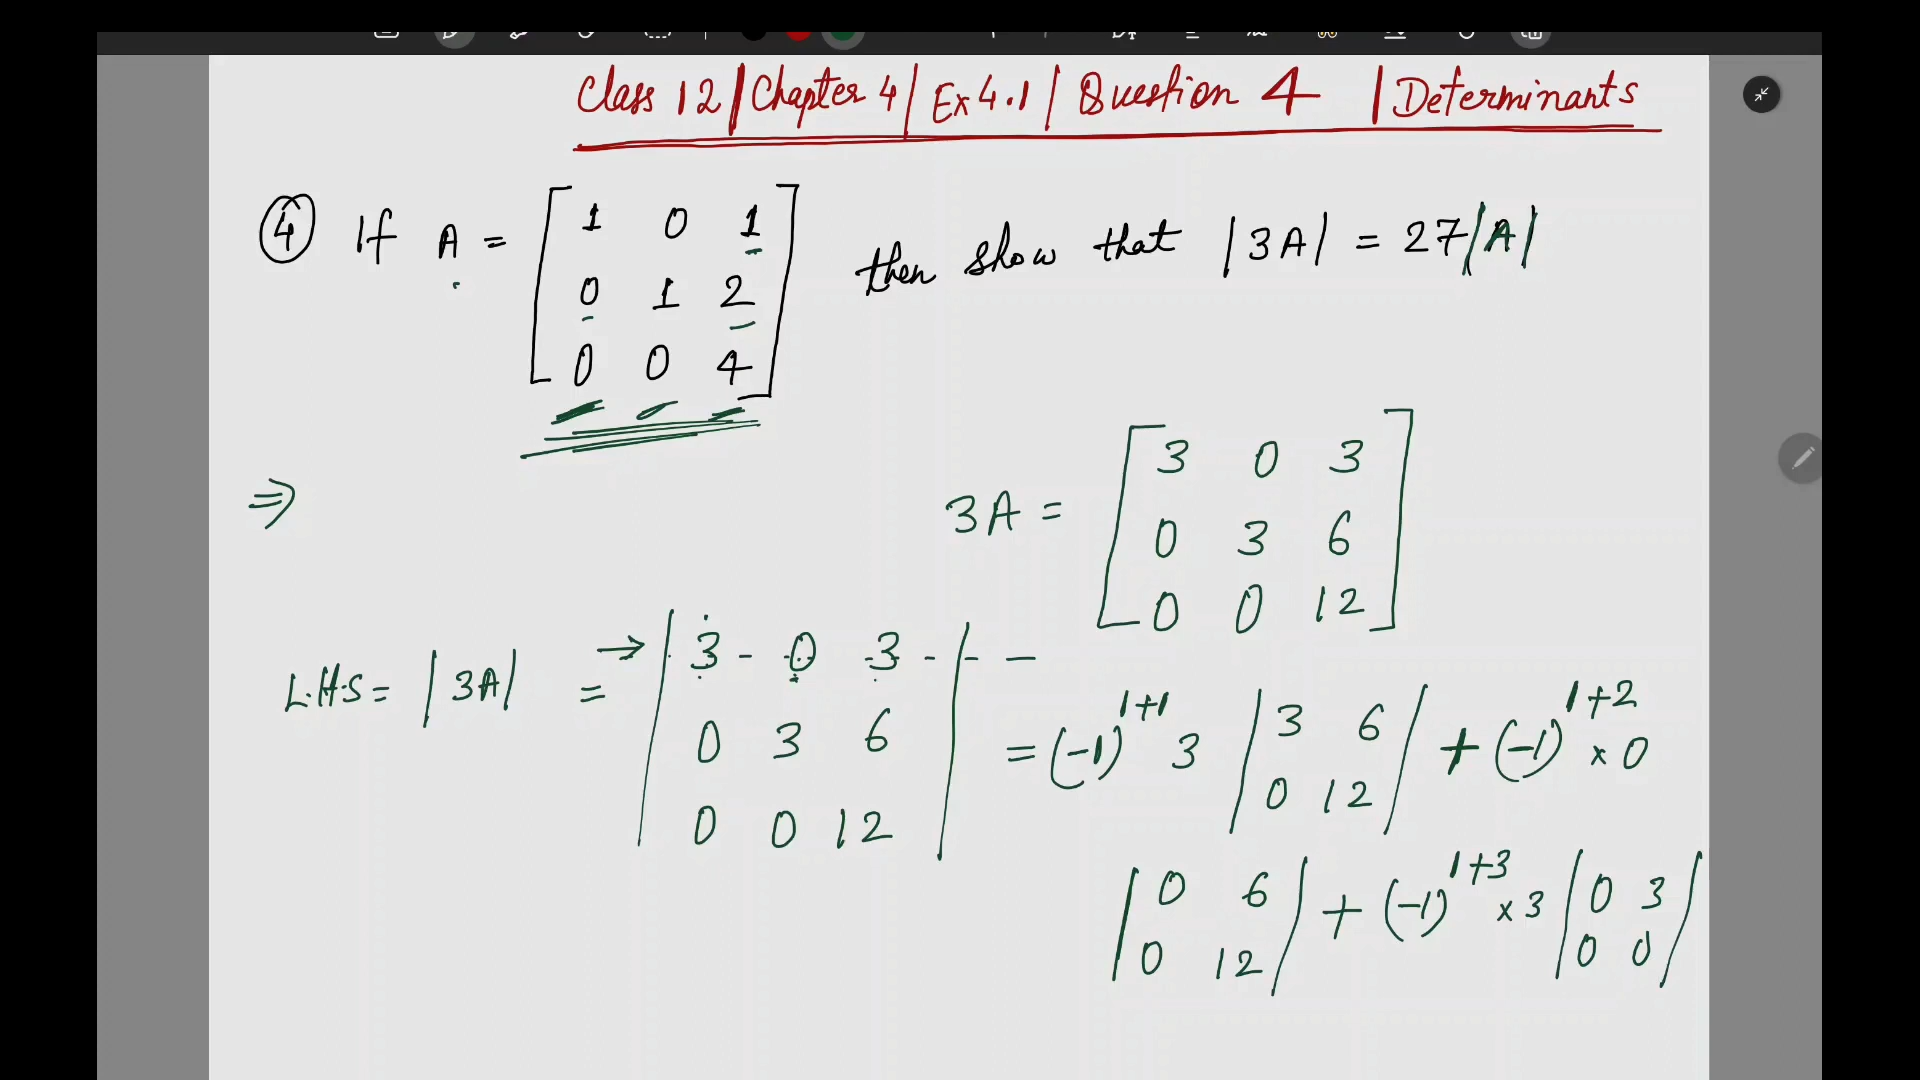 Class 12 | Chapter 4 | Ex 4.1 | Question 4 | Determinants
④ If A = [1 0 1
0 1 2
0 0 4] then show that |3A| = 27|A|
⇒
3A = [3 0 3
0 3 6
0 0 12]
L.H.S = |3A| = → |3 0 3
0 3 6
0 0 12|
= (-1)^1+1 3 |3 6
0 12| + (-1)^1+2 × 0
|0 6
0 12| + (-1)^1+3 × 3 |0 3
0 0|